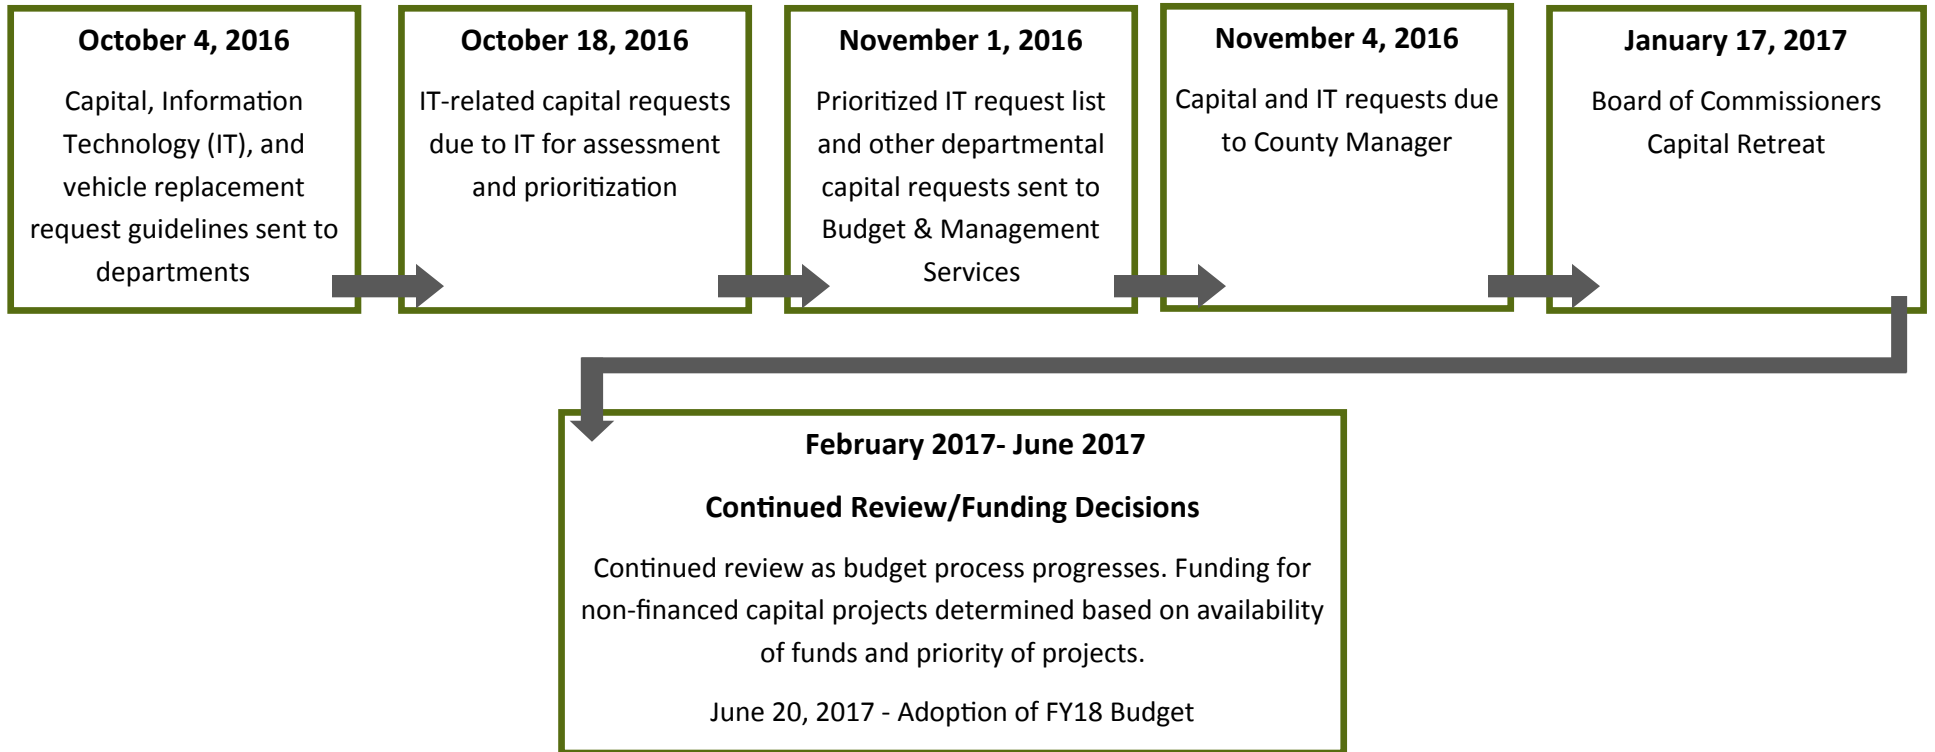 October 4, 2016
Capital, Information
Technology (IT), and
vehicle replacement
request guidelines sent to
departments
October 18, 2016
IT-related capital requests
due to IT for assessment
and prioritization
November 1, 2016
Prioritized IT request list
and other departmental
capital requests sent to
Budget & Management
Services
November 4, 2016
Capital and IT requests due
to County Manager
January 17, 2017
Board of Commissioners
Capital Retreat
February 2017- June 2017
Continued Review/Funding Decisions
Continued review as budget process progresses. Funding for
non-financed capital projects determined based on availability
of funds and priority of projects.
June 20, 2017 - Adoption of FY18 Budget